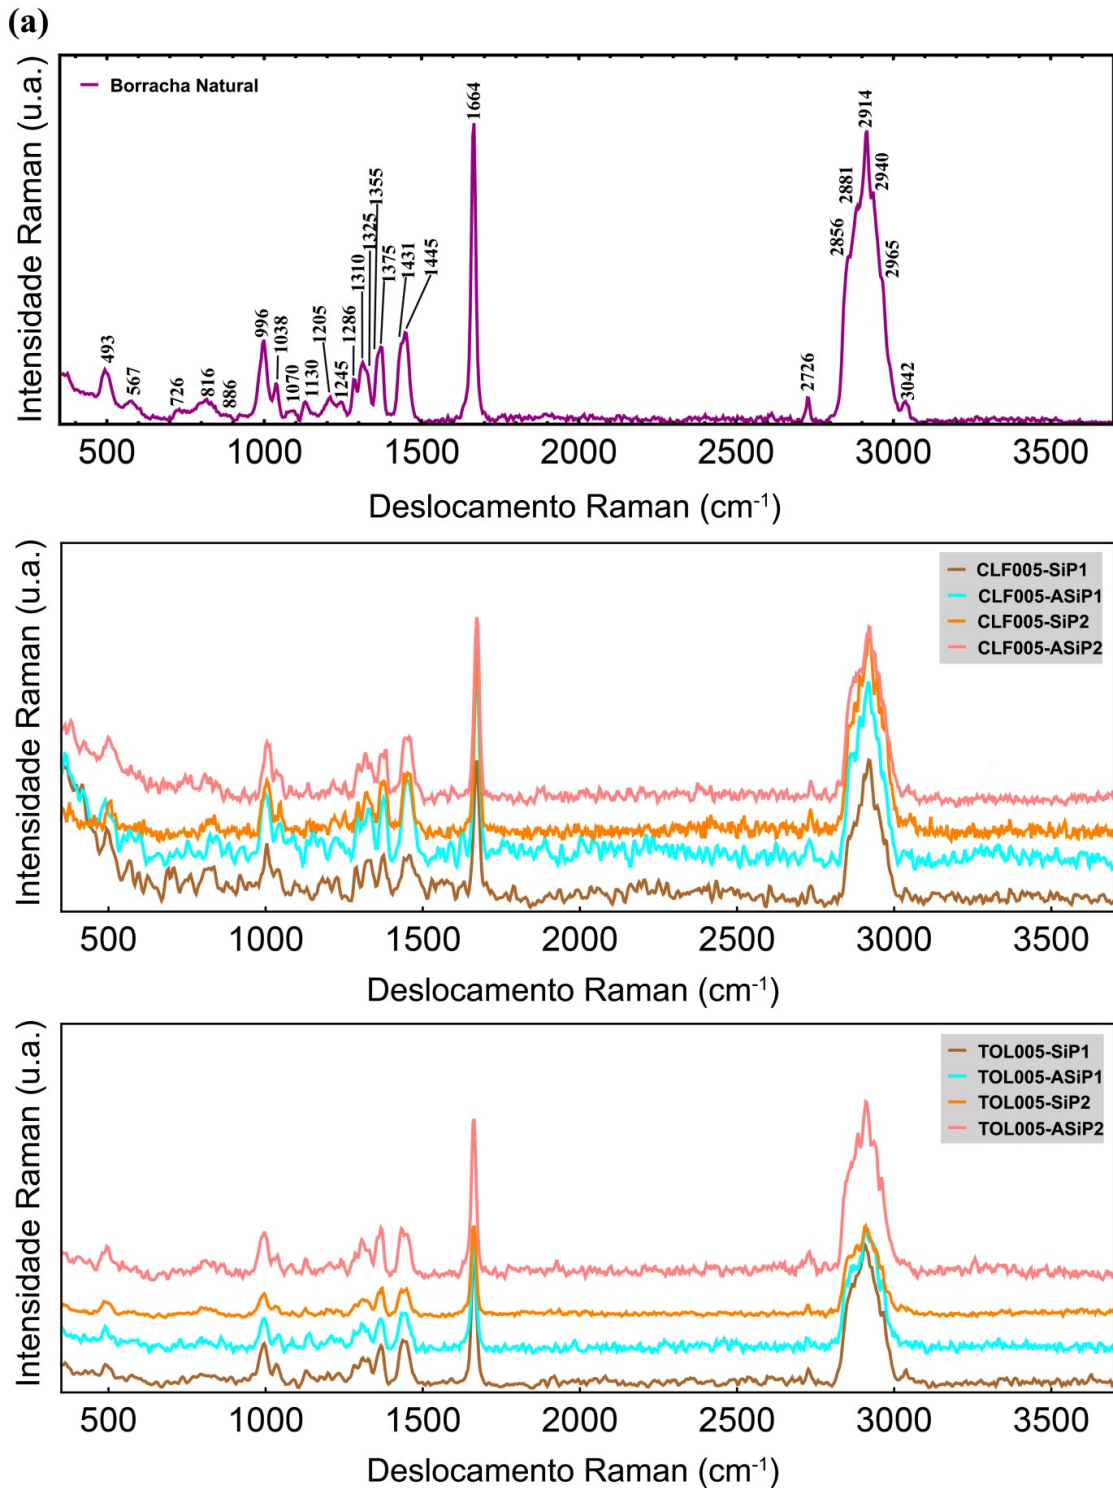 (a)
Intensidade Raman (u.a.)
Borracha Natural
493
567
726
816
886
996
1038
1070
1130
1205
1245
1286
1310
1325
1355
1375
1431
1445
1664
2726
2856
2881
2914
2940
2965
3042
500 1000 1500 2000 2500 3000 3500
Deslocamento Raman (cm-1)
Intensidade Raman (u.a.)
CLF005-SiP1
CLF005-ASiP1
CLF005-SiP2
CLF005-ASiP2
500 1000 1500 2000 2500 3000 3500
Deslocamento Raman (cm-1)
Intensidade Raman (u.a.)
TOL005-SiP1
TOL005-ASiP1
TOL005-SiP2
TOL005-ASiP2
500 1000 1500 2000 2500 3000 3500
Deslocamento Raman (cm-1)